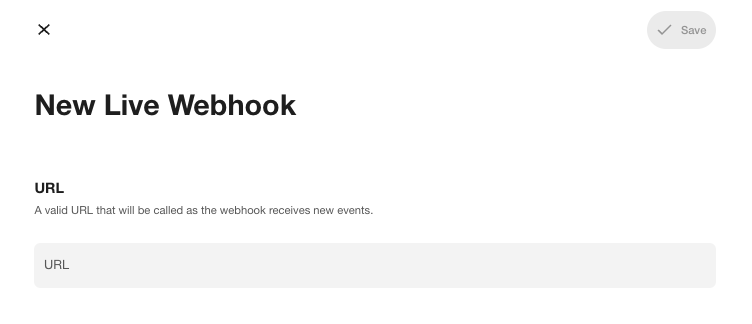 Save
New Live Webhook
URL
A valid URL that will be called as the webhook receives new events.
URL